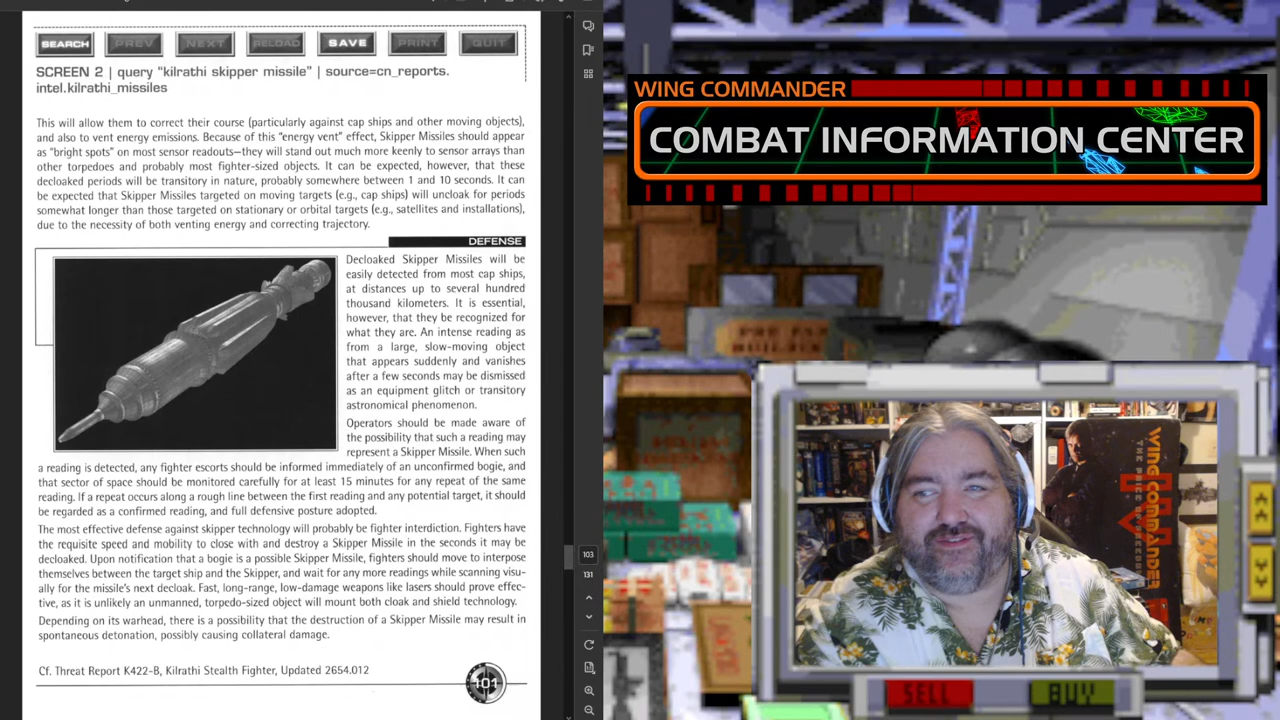 SEARCH PREV NEXT RELOAD SAVE PRINT QUIT
SCREEN 2 | query “kilrathi skipper missile” | source=cn_reports.
intel.kilrathi_missiles
This will allow them to correct their course (particularly against cap ships and other moving objects),
and also to vent energy emissions. Because of this “energy vent” effect, Skipper Missiles should appear
as “bright spots” on most sensor readouts—they will stand out much more keenly to sensor arrays than
other torpedoes and probably most fighter-sized objects. It can be expected, however, that these
decloaked periods will be transitory in nature, probably somewhere between 1 and 10 seconds. It can
be expected that Skipper Missiles targeted on moving targets (e.g., cap ships) will uncloak for periods
somewhat longer than those targeted on stationary or orbital targets (e.g., satellites and installations),
due to the necessity of both venting energy and correcting trajectory.
DEFENSE
Decloaked Skipper Missiles will be
easily detected from most cap ships,
at distances up to several hundred
thousand kilometers. It is essential,
however, that they be recognized for
what they are. An intense reading as
from a large, slow-moving object
that appears suddenly and vanishes
after a few seconds may be dismissed
as an equipment glitch or transitory
astronomical phenomenon.
Operators should be made aware of
the possibility that such a reading may
represent a Skipper Missile. When such
a reading is detected, any fighter escorts should be informed immediately of an unconfirmed bogie, and
that sector of space should be monitored carefully for at least 15 minutes for any repeat of the same
reading. If a repeat occurs along a rough line between the first reading and any potential target, it should
be regarded as a confirmed reading, and full defensive posture adopted.
The most effective defense against skipper technology will probably be fighter interdiction. Fighters have
the requisite speed and mobility to close with and destroy a Skipper Missile in the seconds it may be
decloaked. Upon notification that a bogie is a possible Skipper Missile, fighters should move to interpose
themselves between the target ship and the Skipper, and wait for any more readings while scanning visu-
ally for the missile's next decloak. Fast, long-range, low-damage weapons like lasers should prove effec-
tive, as it is unlikely an unmanned, torpedo-sized object will mount both cloak and shield technology.
Depending on its warhead, there is a possibility that the destruction of a Skipper Missile may result in
spontaneous detonation, possibly causing collateral damage.
Cf. Threat Report K422-B, Kilrathi Stealth Fighter, Updated 2654.012
101
103
131
WING COMMANDER
COMBAT INFORMATION CENTER
WING COMMANDER
SELL BUY